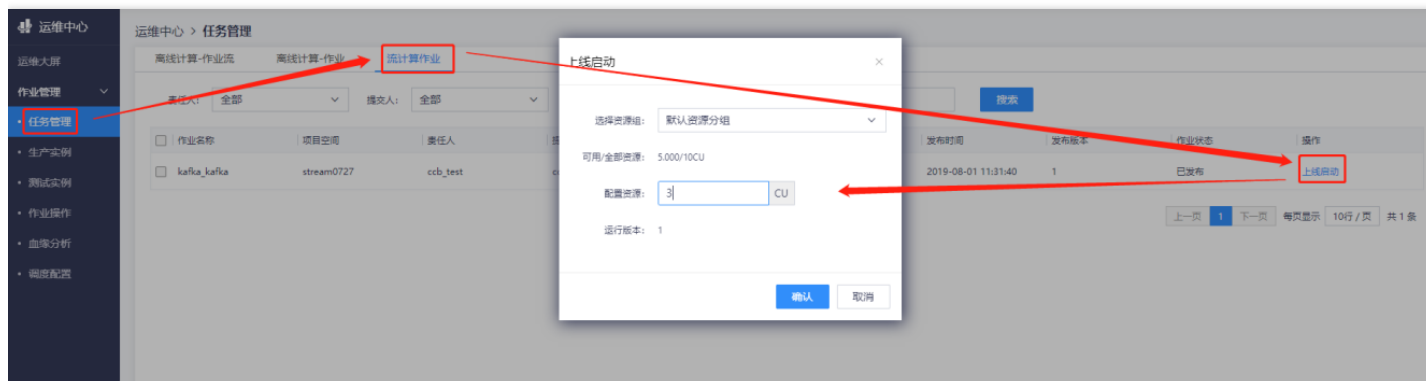 运维中心
运维大屏
作业管理
任务管理
生产实例
测试实例
作业操作
血缘分析
调度配置
运维中心 > 任务管理
离线计算-作业流 离线计算-作业 流计算作业
责任人: 全部 提交人: 全部 搜索
作业名称 项目空间 责任人 发布时间 发布版本 作业状态 操作
kafka_kafka stream0727 ccb_test 2019-08-01 11:31:40 1 已发布 上线启动
上一页 1 下一页 每页显示 10行 / 页 共 1 条
上线启动
选择资源组: 默认资源分组
可用/全部资源: 5.000/10CU
配置资源: 3 CU
运行版本: 1
确认 取消